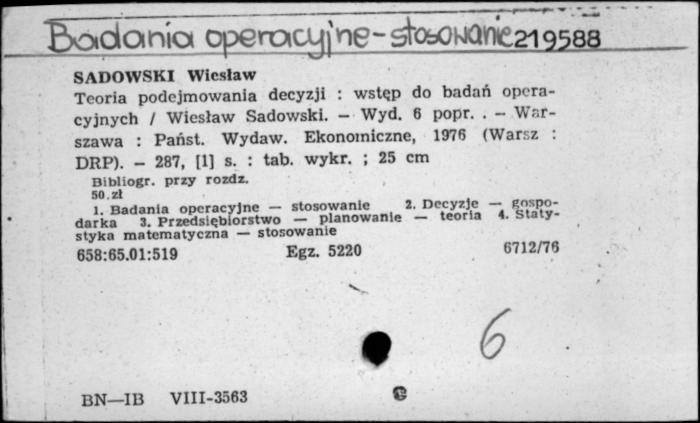 Badania operacyjne-stosowanie 219588
SADOWSKI Wiesław
Teoria podejmowania decyzji : wstęp do badań opera-
cyjnych / Wiesław Sadowski. — Wyd. 6 popr. . — War-
szawa : Państ. Wydaw. Ekonomiczne, 1976 (Warsz :
DRP). — 287, [1] s. : tab. wykr. ; 25 cm
Bibliogr. przy rozdz.
50.zł
1. Badania operacyjne — stosowanie 2. Decyzje — gospo-
darka 3. Przedsiębiorstwo — planowanie — teoria 4. Staty-
styka matematyczna — stosowanie
658:65.01:519 Egz. 5220 6712/76
6
BN—IB VIII-3563